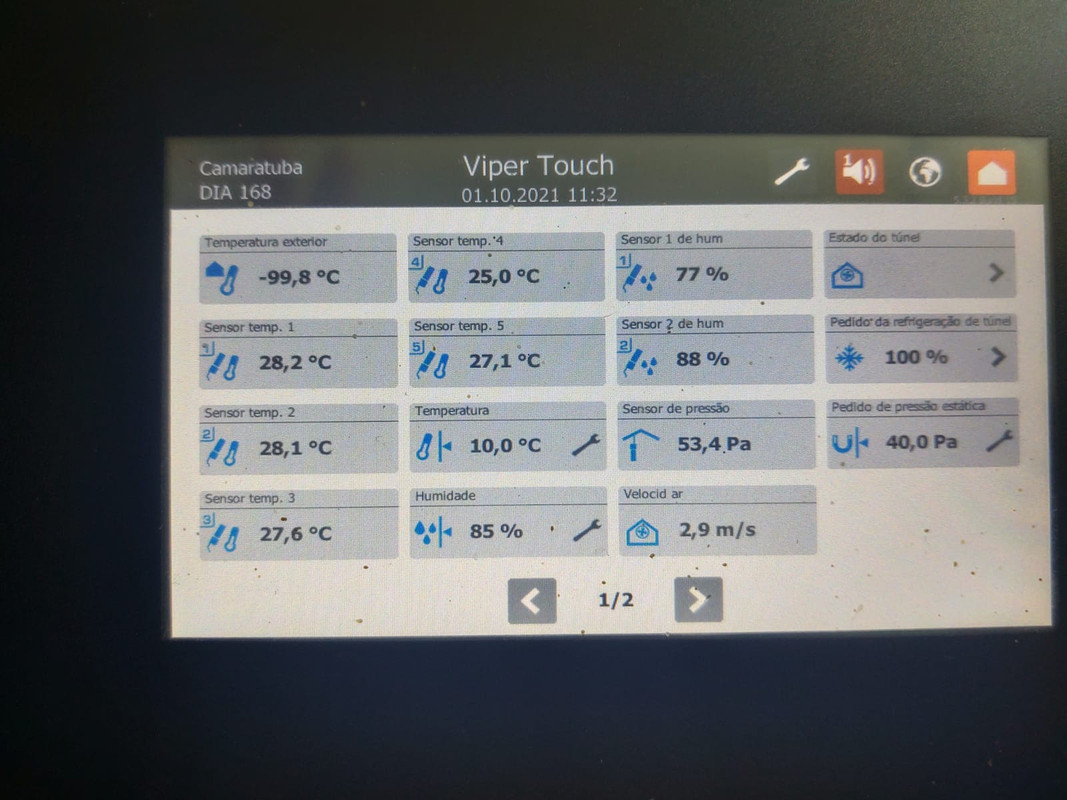 Camaratuba
DIA 168
Viper Touch
01.10.2021 11:32
1
Temperatura exterior
-99,8 °C
Sensor temp. 1
1
28,2 °C
Sensor temp. 2
2
28,1 °C
Sensor temp. 3
3
27,6 °C
Sensor temp. 4
4
25,0 °C
Sensor temp. 5
5
27,1 °C
Temperatura
10,0 °C
Humidade
85 %
Sensor 1 de hum
1
77 %
Sensor 2 de hum
2
88 %
Sensor de pressão
53,4 Pa
Velocid ar
2,9 m/s
Estado do túnel
Pedido da refrigeração de túnel
100 %
Pedido de pressão estática
40,0 Pa
1/2